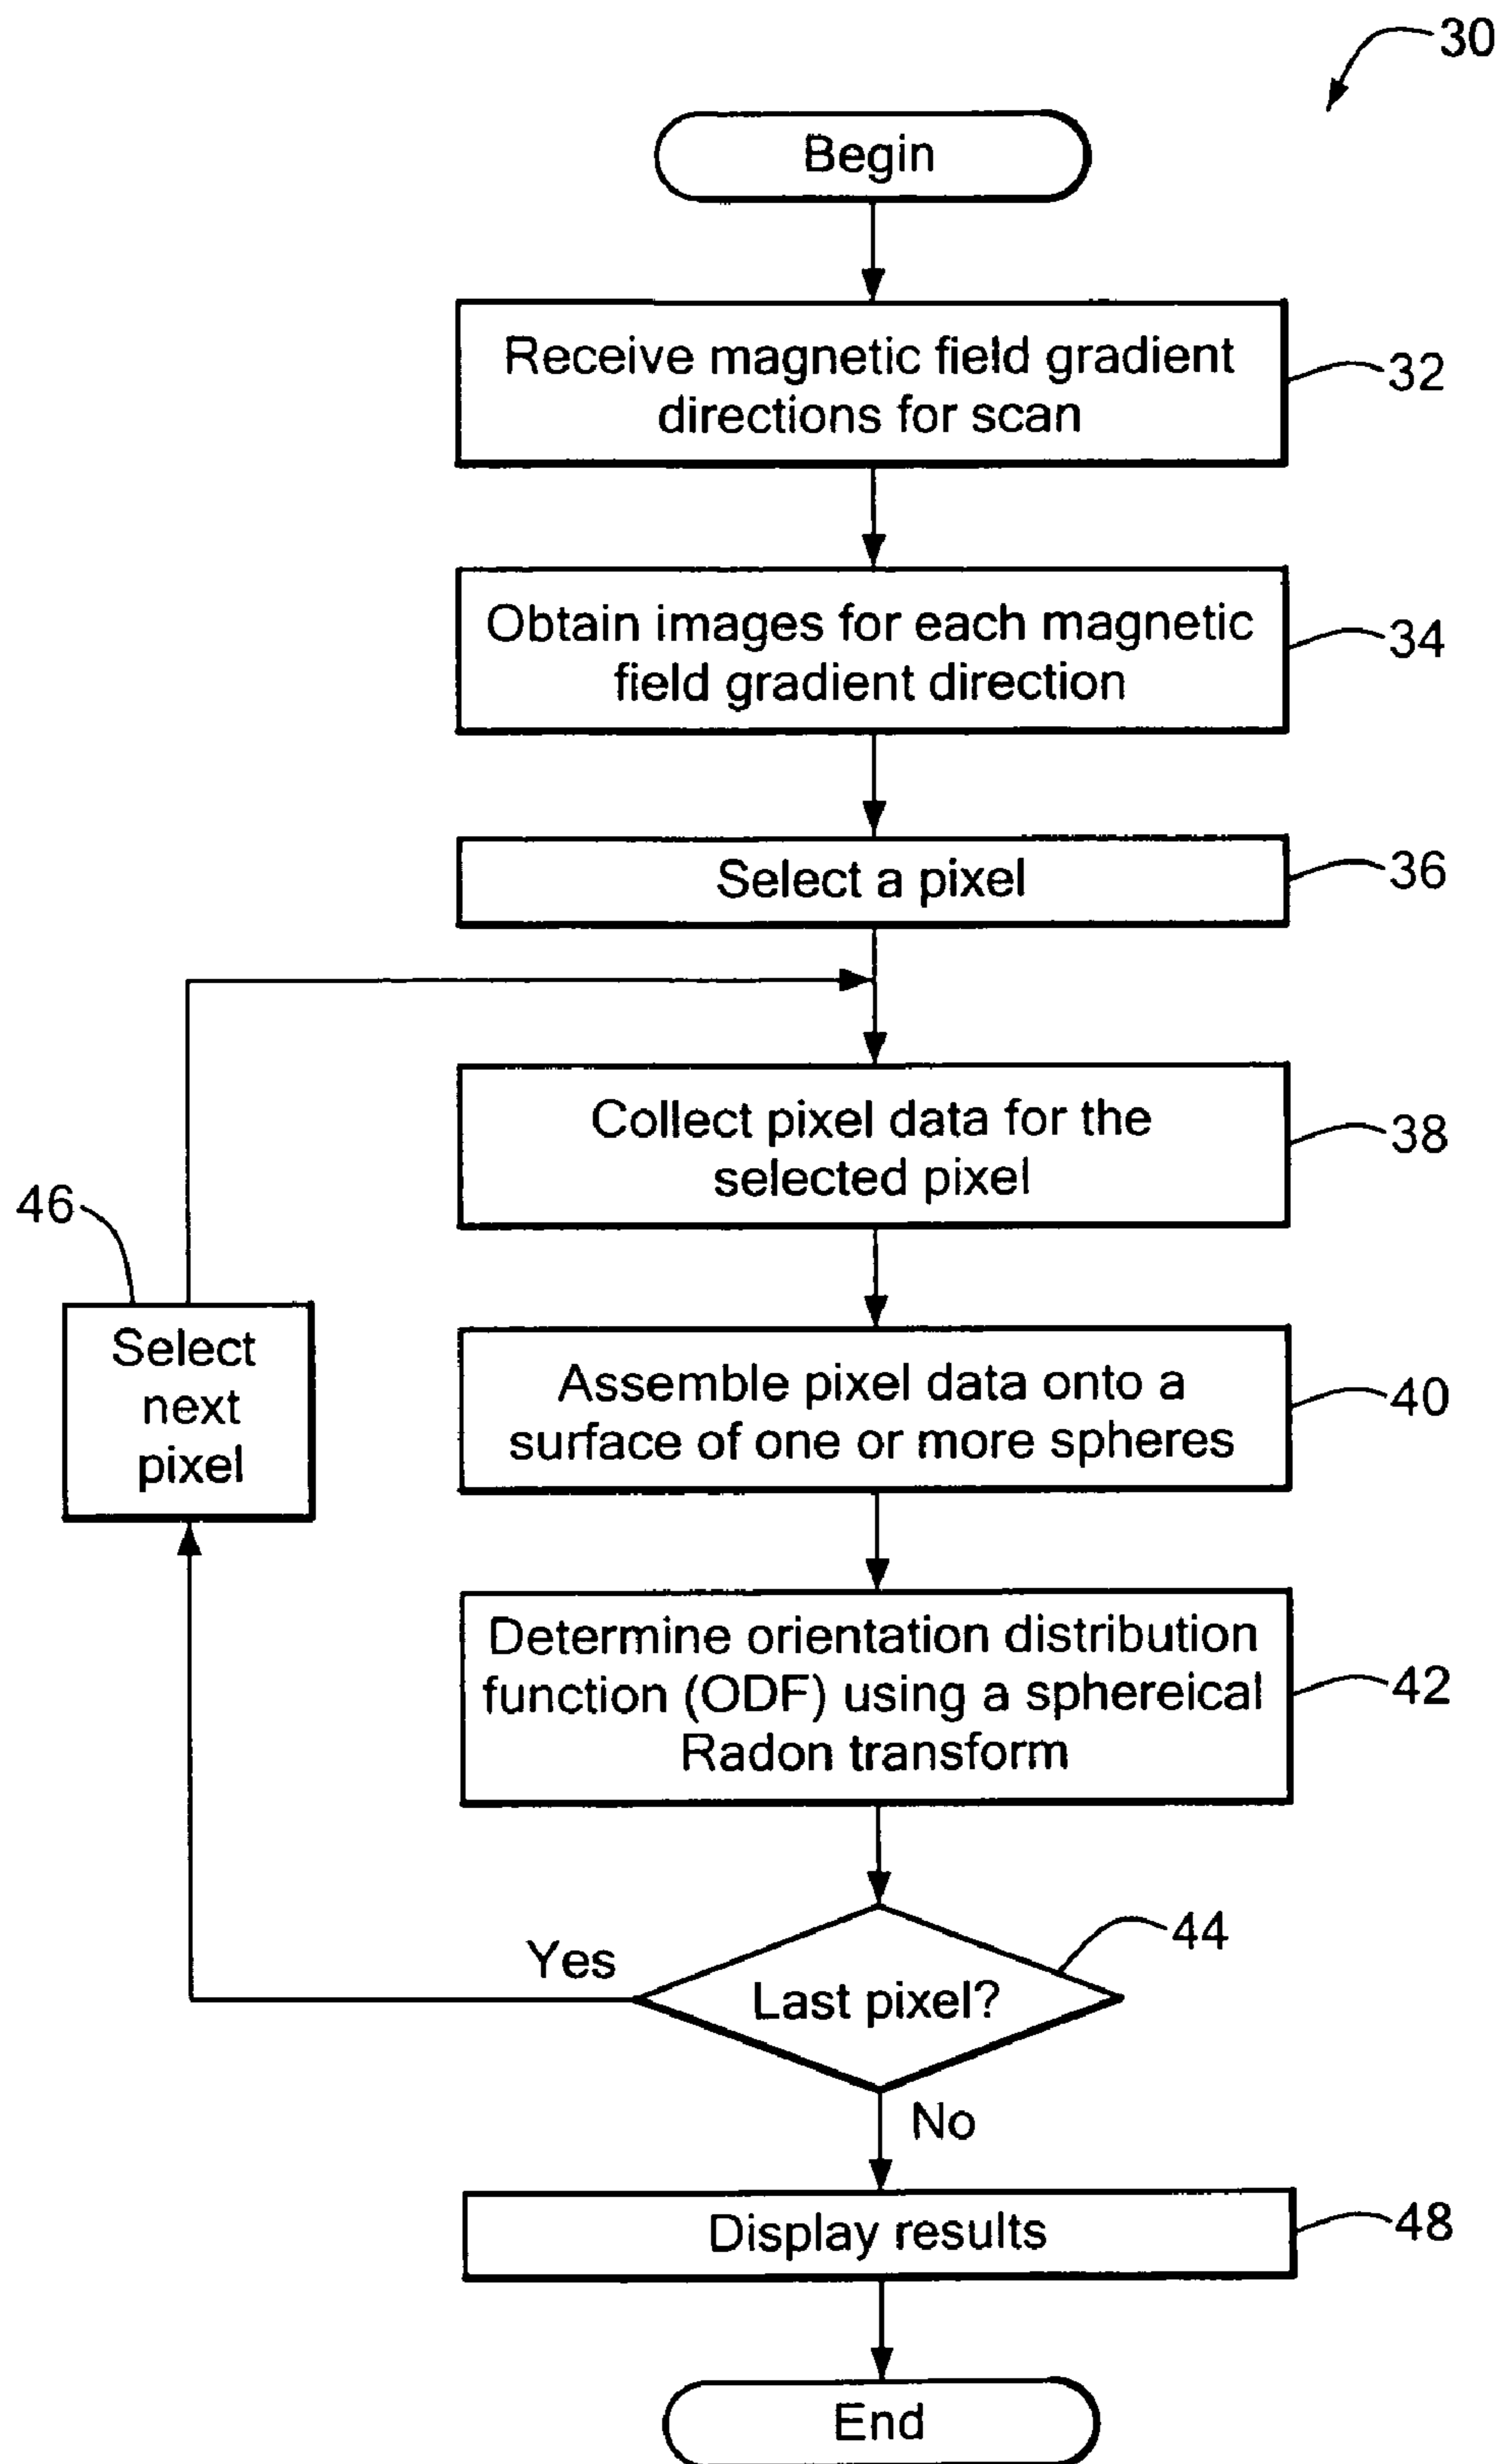 30
Begin
Receive magnetic field gradient
directions for scan
32
Obtain images for each magnetic
field gradient direction
34
Select a pixel
36
Collect pixel data for the
selected pixel
38
46
Select
next
pixel
Assemble pixel data onto a
surface of one or more spheres
40
Determine orientation distribution
function (ODF) using a sphereical
Radon transform
42
44
Yes
Last pixel?
No
Display results
48
End